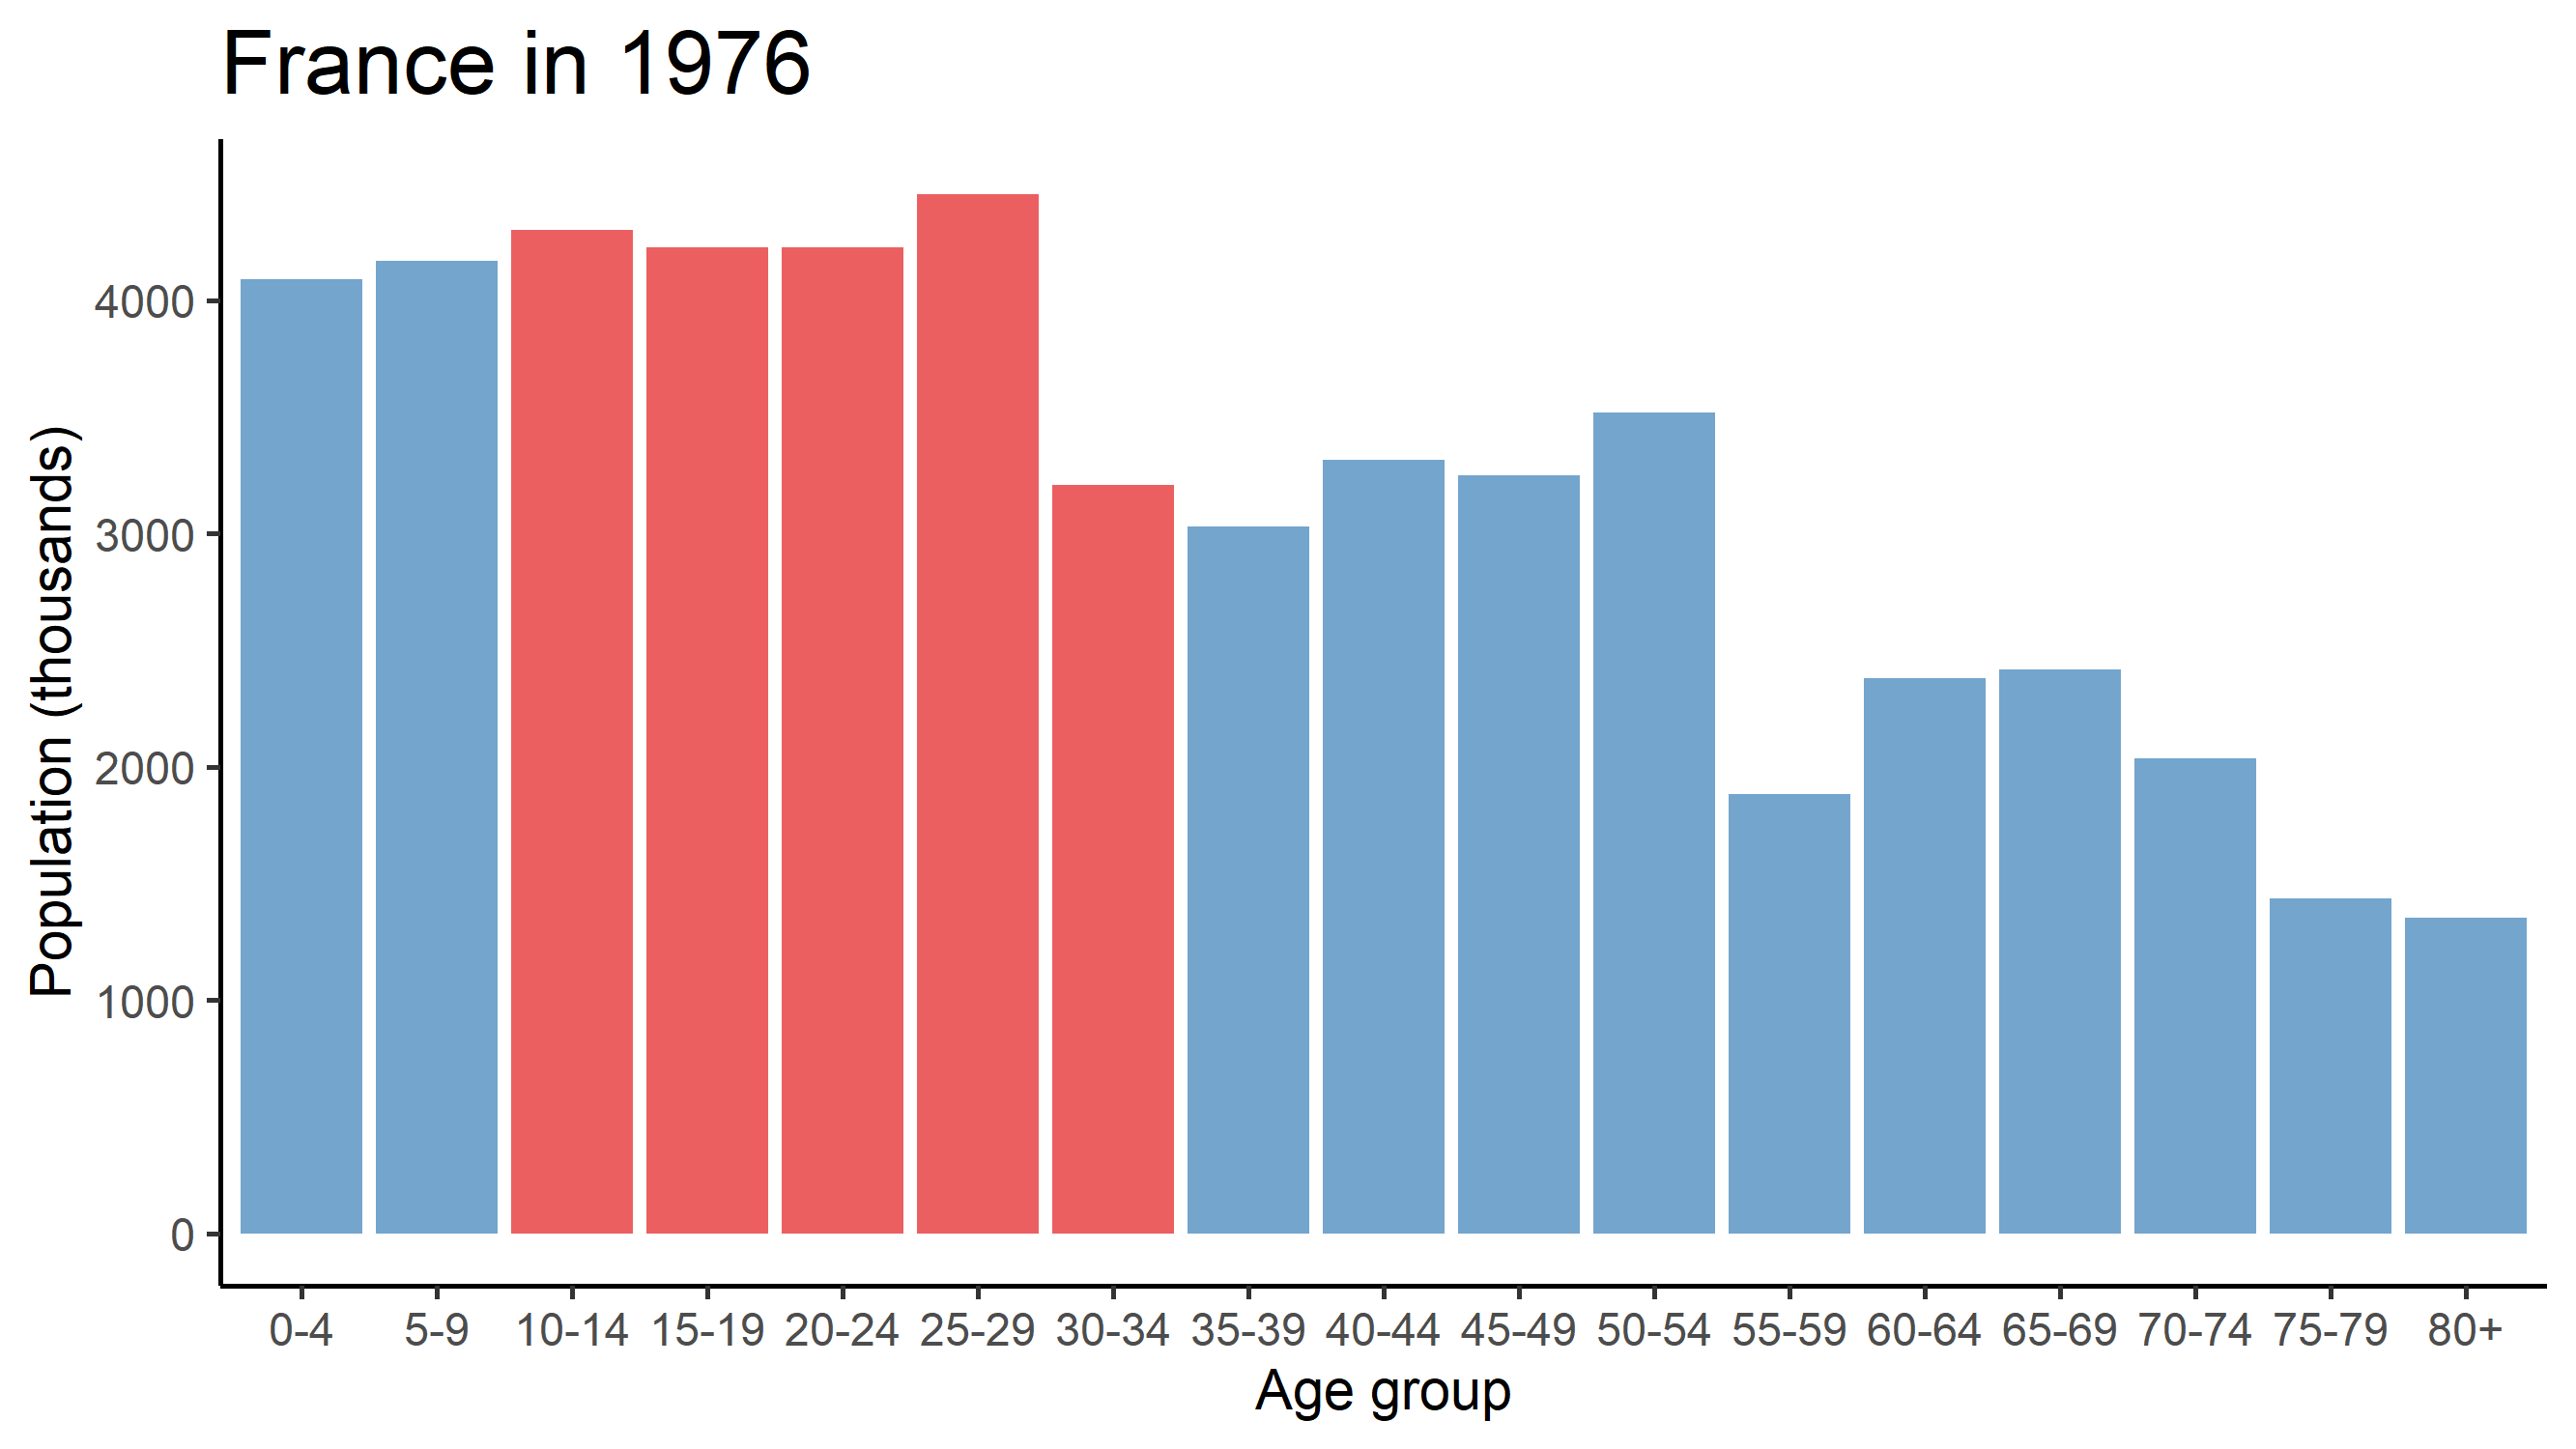 France in 1976
Population (thousands)
4000
3000
2000
1000
0
0-4 5-9 10-14 15-19 20-24 25-29 30-34 35-39 40-44 45-49 50-54 55-59 60-64 65-69 70-74 75-79 80+
Age group